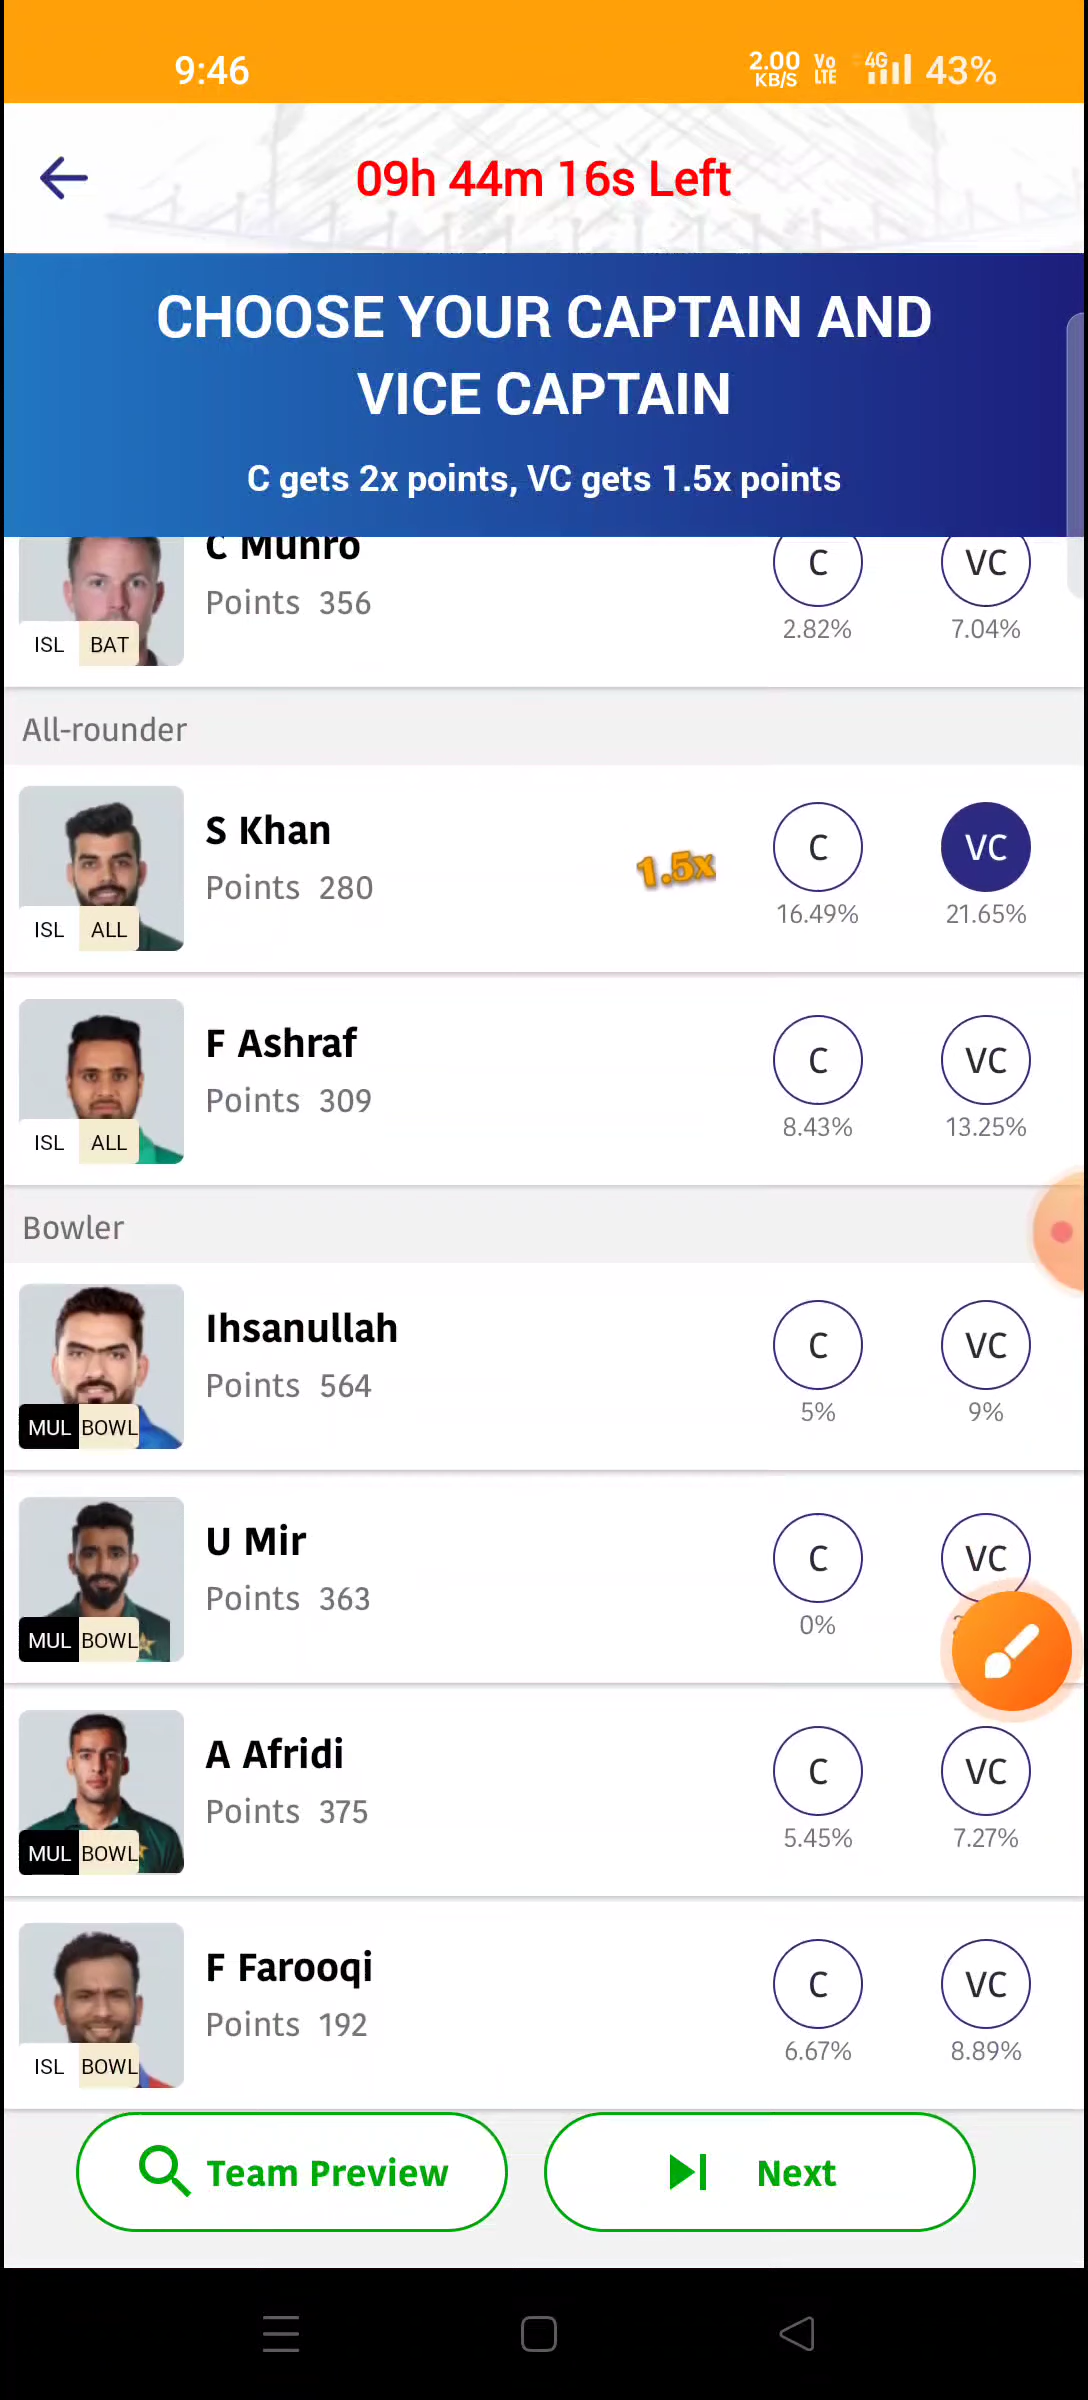 9:46
2.00 KB/S Vo LTE 4G 43%
09h 44m 16s Left
CHOOSE YOUR CAPTAIN AND
VICE CAPTAIN
C gets 2x points, VC gets 1.5x points
C Munro
Points 356
ISL BAT
C VC
2.82% 7.04%
All-rounder
S Khan
Points 280
ISL ALL
1.5x
C VC
16.49% 21.65%
F Ashraf
Points 309
ISL ALL
C VC
8.43% 13.25%
Bowler
Ihsanullah
Points 564
MUL BOWL
C VC
5% 9%
U Mir
Points 363
MUL BOWL
C VC
0%
A Afridi
Points 375
MUL BOWL
C VC
5.45% 7.27%
F Farooqi
Points 192
ISL BOWL
C VC
6.67% 8.89%
Team Preview
Next